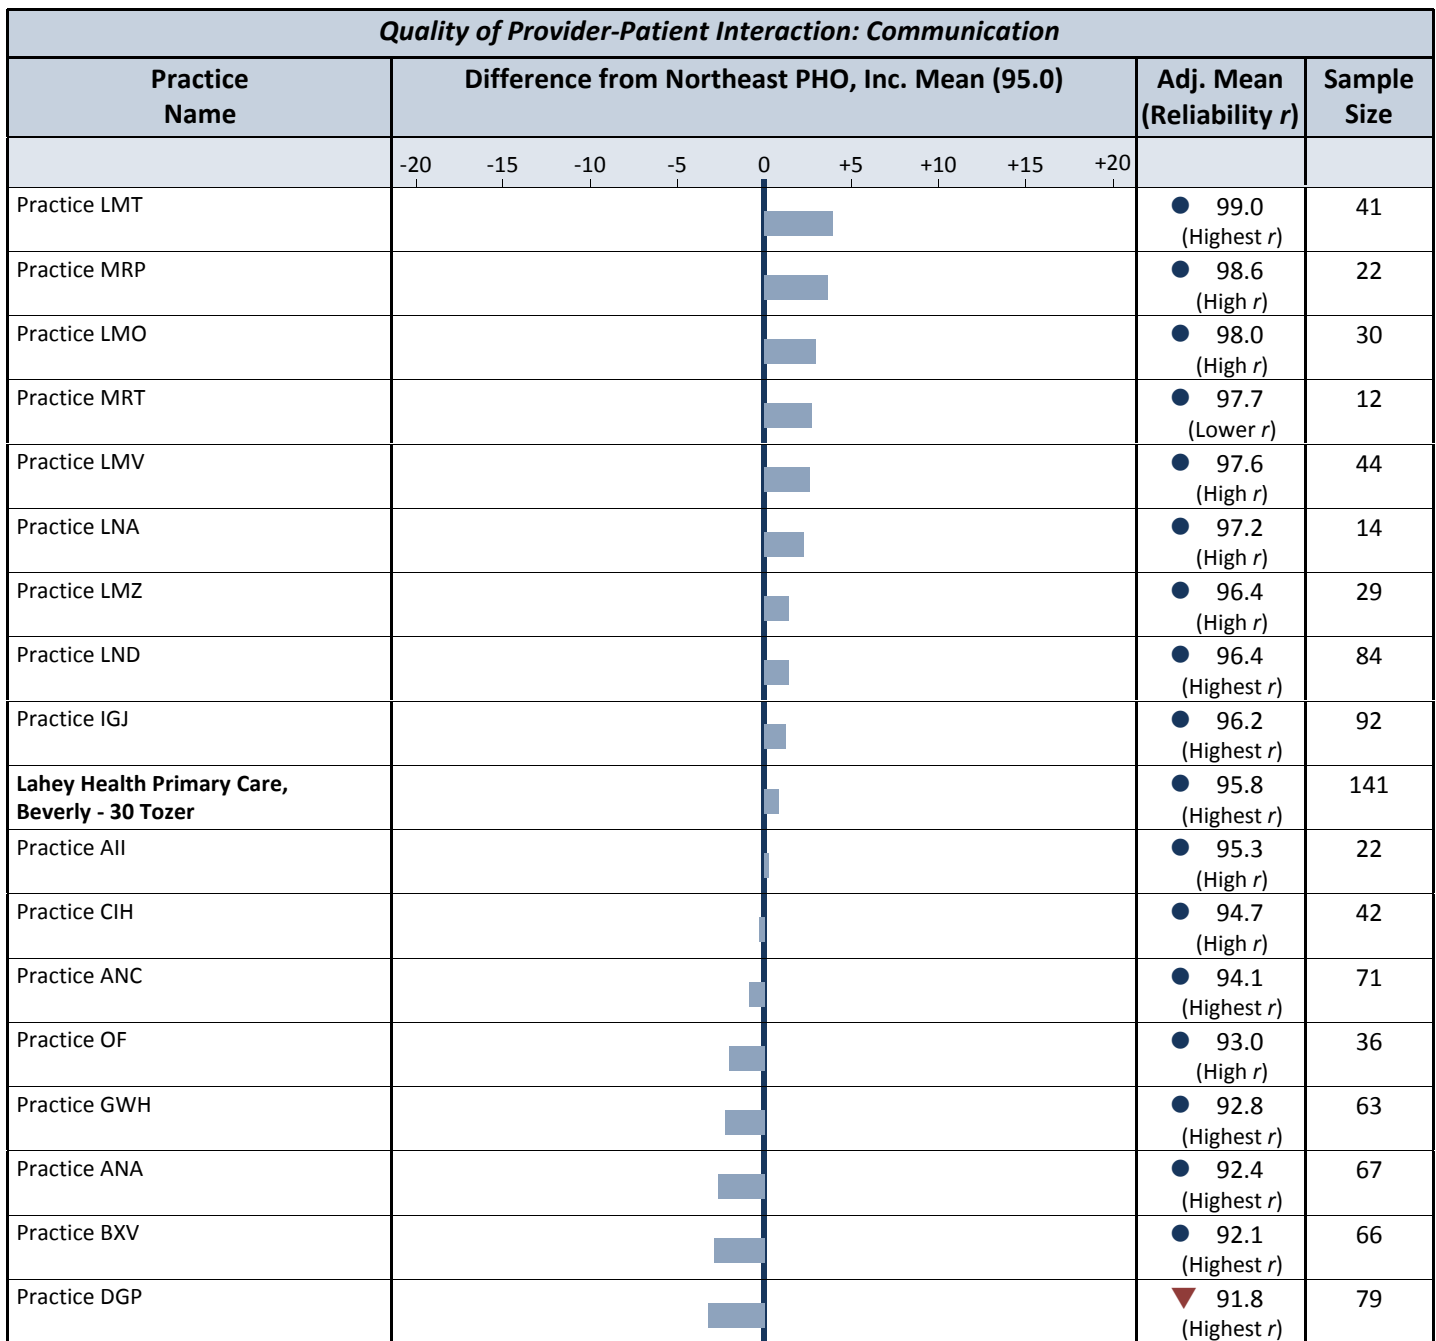 Quality of Provider-Patient Interaction: Communication
Practice Name
Difference from Northeast PHO, Inc. Mean (95.0)
Adj. Mean (Reliability r)
Sample Size
-20 -15 -10 -5 0 +5 +10 +15 +20
Practice LMT 99.0 41
(Highest r)
Practice MRP 98.6 22
(High r)
Practice LMO 98.0 30
(High r)
Practice MRT 97.7 12
(Lower r)
Practice LMV 97.6 44
(High r)
Practice LNA 97.2 14
(High r)
Practice LMZ 96.4 29
(High r)
Practice LND 96.4 84
(Highest r)
Practice IGJ 96.2 92
(Highest r)
Lahey Health Primary Care, 95.8 141
Beverly - 30 Tozer (Highest r)
Practice AII 95.3 22
(High r)
Practice CIH 94.7 42
(High r)
Practice ANC 94.1 71
(Highest r)
Practice OF 93.0 36
(High r)
Practice GWH 92.8 63
(Highest r)
Practice ANA 92.4 67
(Highest r)
Practice BXV 92.1 66
(Highest r)
Practice DGP 91.8 79
(Highest r)